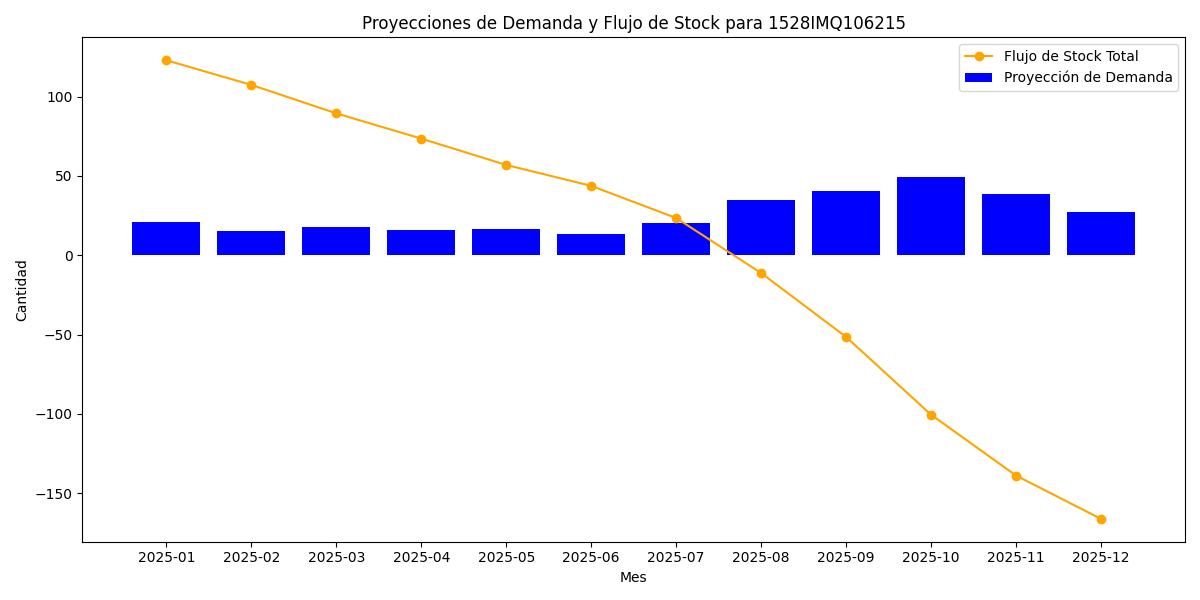 Proyecciones de Demanda y Flujo de Stock para 1528IMQ106215
Flujo de Stock Total
Proyección de Demanda
Cantidad
100
50
0
−50
−100
−150
2025-01 2025-02 2025-03 2025-04 2025-05 2025-06 2025-07 2025-08 2025-09 2025-10 2025-11 2025-12
Mes